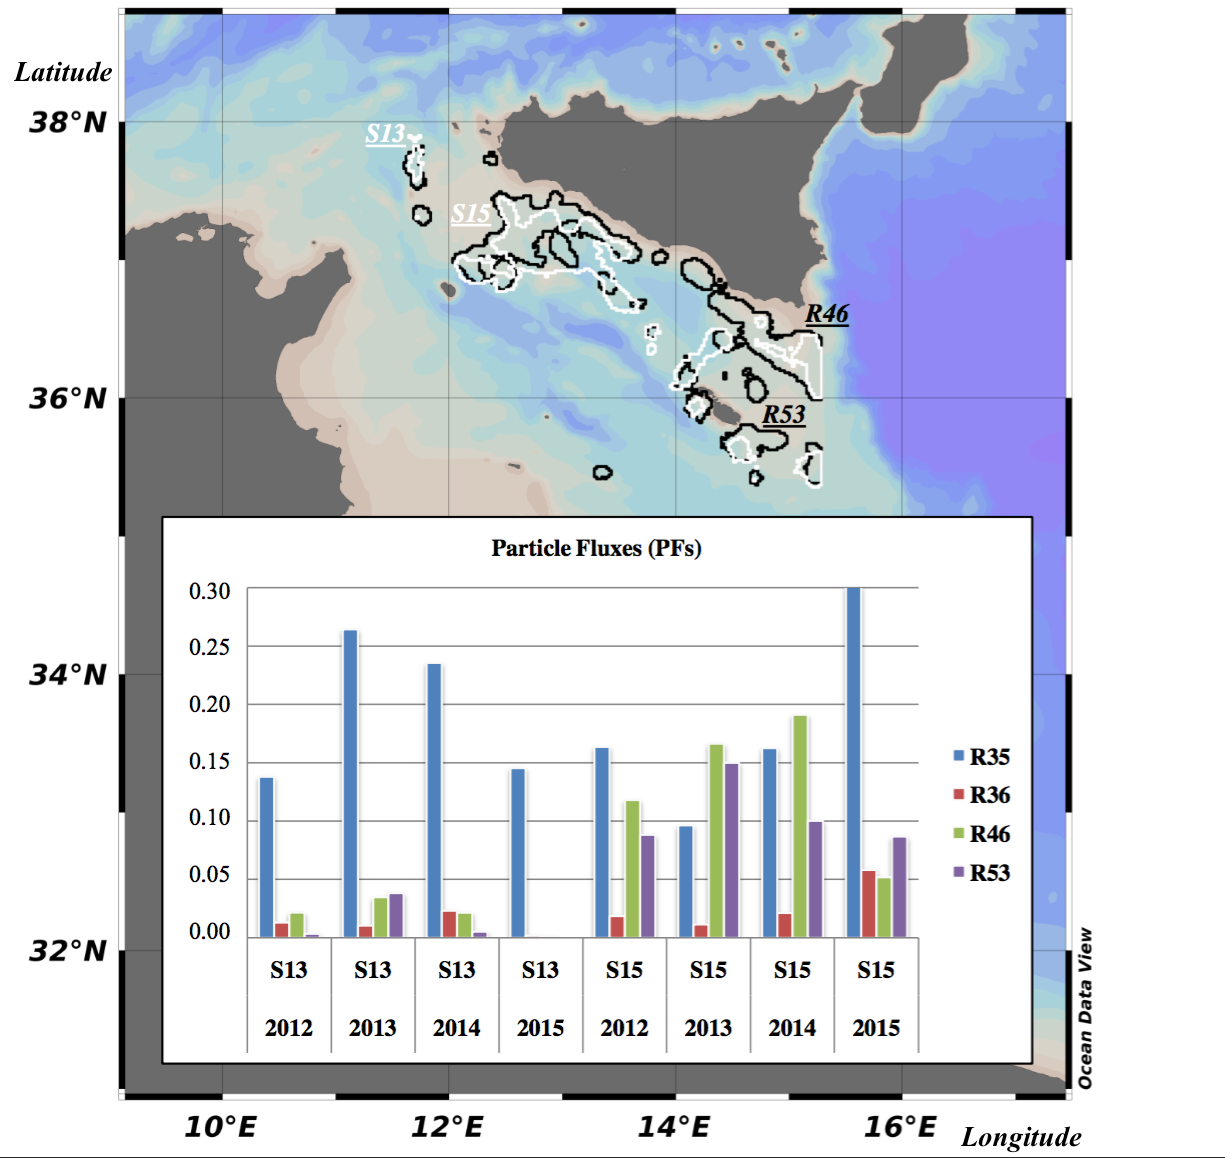 Latitude
38°N
36°N
34°N
32°N
S13
S15
R46
R53
Particle Fluxes (PFs)
0.30
0.25
0.20
0.15
0.10
0.05
0.00
R35
R36
R46
R53
S13 S13 S13 S13 S15 S15 S15 S15
2012 2013 2014 2015 2012 2013 2014 2015
Ocean Data View
10°E 12°E 14°E 16°E
Longitude